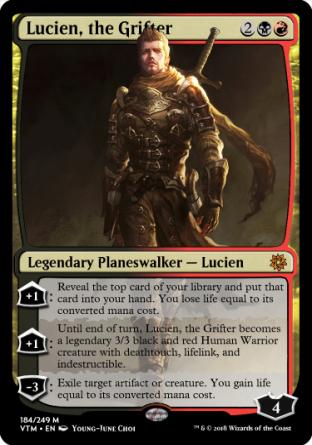 Lucien, the Grifter 2
Legendary Planeswalker — Lucien
+1: Reveal the top card of your library and put that
card into your hand. You lose life equal to its
converted mana cost.
+1: Until end of turn, Lucien, the Grifter becomes
a legendary 3/3 black and red Human Warrior
creature with deathtouch, lifelink, and
indestructible.
-3: Exile target artifact or creature. You gain life
equal to its converted mana cost.
4
184/249 M
VTM • EN Young-June Choi
™ & © 2018 Wizards of the Coast